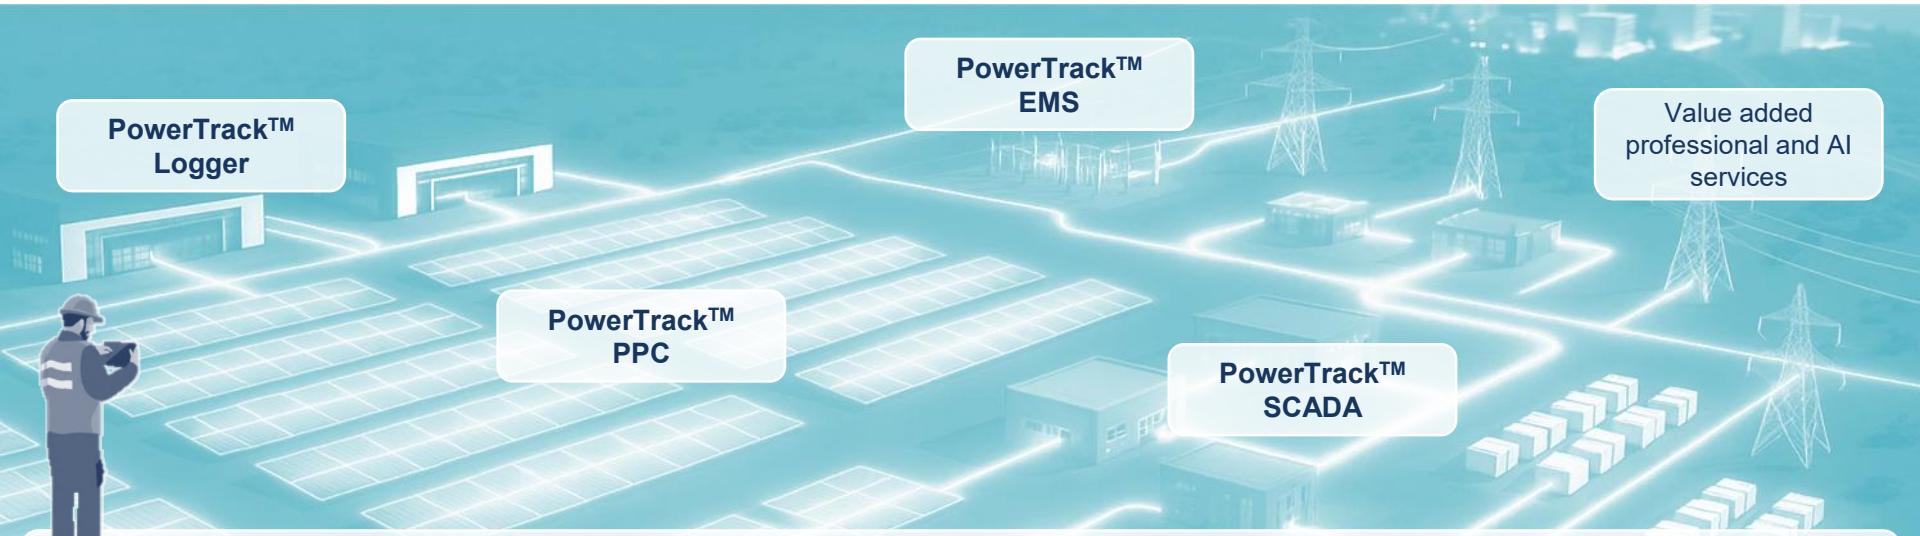 PowerTrack™
EMS
PowerTrack™
Logger
Value added
professional and AI
services
PowerTrack™
PPC
PowerTrack™
SCADA